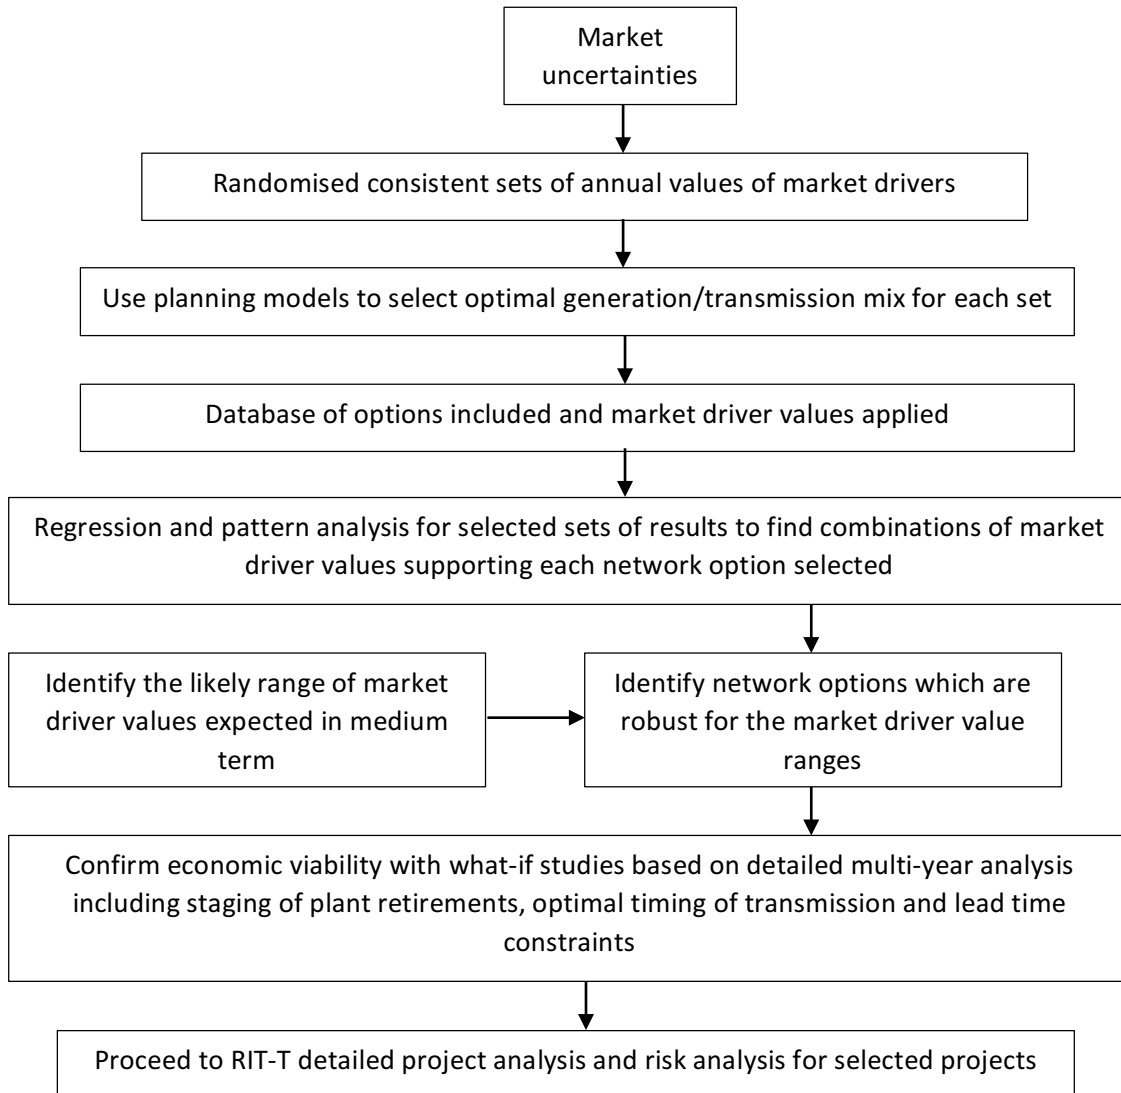 Market
uncertainties
Randomised consistent sets of annual values of market drivers
Use planning models to select optimal generation/transmission mix for each set
Database of options included and market driver values applied
Regression and pattern analysis for selected sets of results to find combinations of market
driver values supporting each network option selected
Identify the likely range of market
driver values expected in medium
term
Identify network options which are
robust for the market driver value
ranges
Confirm economic viability with what-if studies based on detailed multi-year analysis
including staging of plant retirements, optimal timing of transmission and lead time
constraints
Proceed to RIT-T detailed project analysis and risk analysis for selected projects